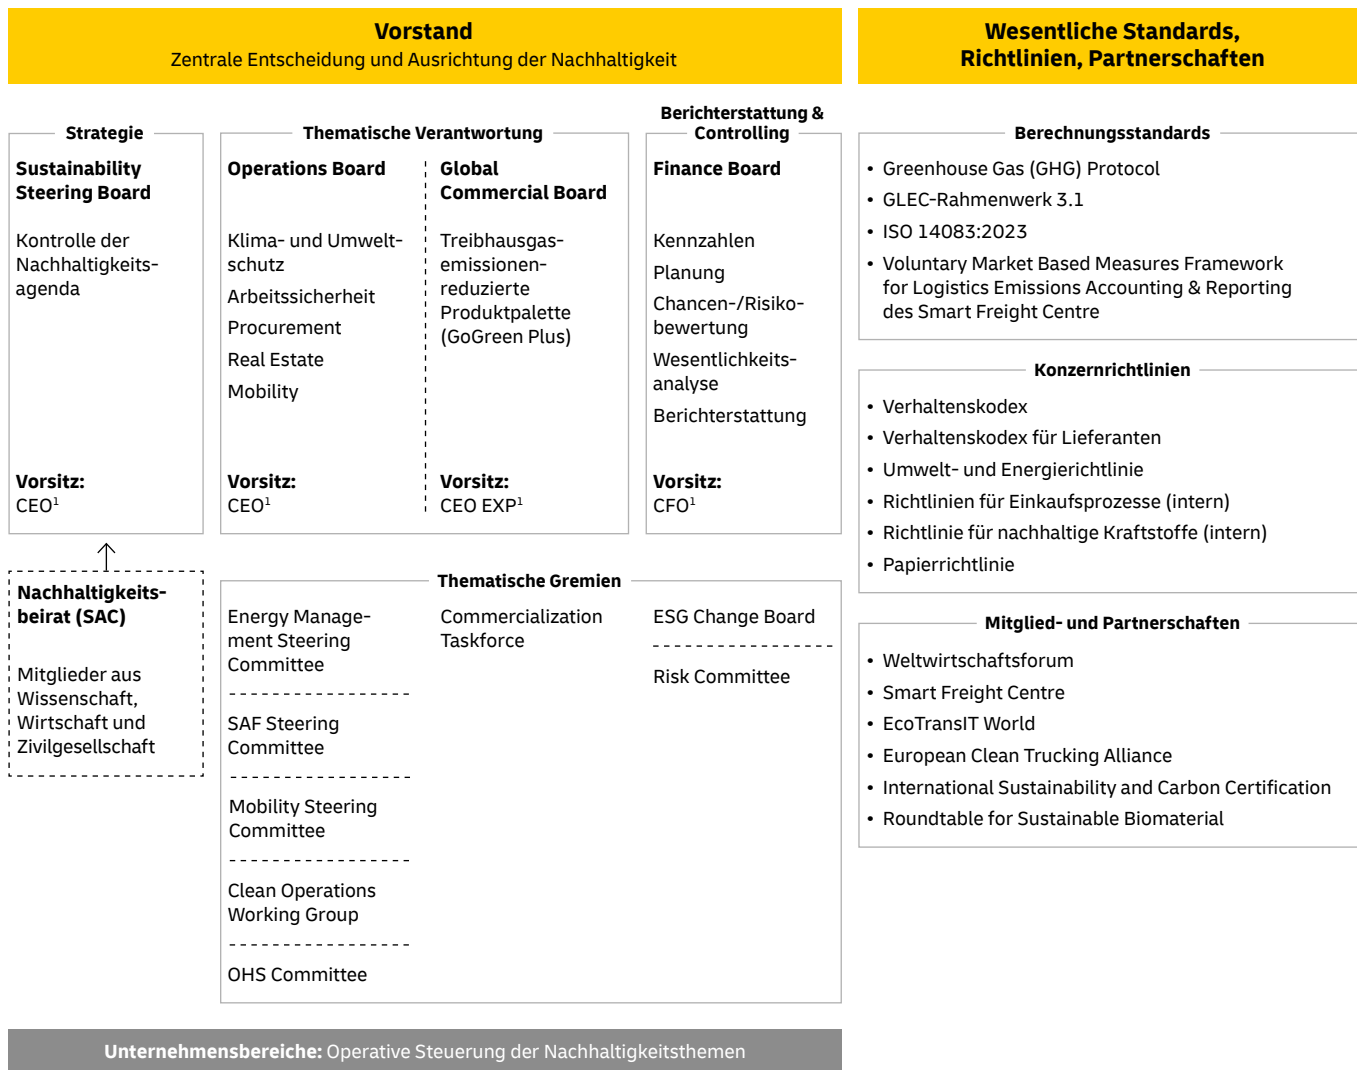 Vorstand
Zentrale Entscheidung und Ausrichtung der Nachhaltigkeit
Strategie
Sustainability
Steering Board
Kontrolle der
Nachhaltigkeits-
agenda
Vorsitz:
CEO¹
Nachhaltigkeits-
beirat (SAC)
Mitglieder aus
Wissenschaft,
Wirtschaft und
Zivilgesellschaft
Thematische Verantwortung
Operations Board
Klima- und Umwelt-
schutz
Arbeitssicherheit
Procurement
Real Estate
Mobility
Vorsitz:
CEO¹
Global
Commercial Board
Treibhausgas-
emissionen-
reduzierte
Produktpalette
(GoGreen Plus)
Vorsitz:
CEO EXP¹
Berichterstattung &
Controlling
Finance Board
Kennzahlen
Planung
Chancen-/Risiko-
bewertung
Wesentlichkeits-
analyse
Berichterstattung
Vorsitz:
CFO¹
Thematische Gremien
Energy Manage-
ment Steering
Committee
SAF Steering
Committee
Mobility Steering
Committee
Clean Operations
Working Group
OHS Committee
Commercialization
Taskforce
ESG Change Board
Risk Committee
Unternehmensbereiche: Operative Steuerung der Nachhaltigkeitsthemen
Wesentliche Standards,
Richtlinien, Partnerschaften
Berechnungsstandards
• Greenhouse Gas (GHG) Protocol
• GLEC-Rahmenwerk 3.1
• ISO 14083:2023
• Voluntary Market Based Measures Framework
for Logistics Emissions Accounting & Reporting
des Smart Freight Centre
Konzernrichtlinien
• Verhaltenskodex
• Verhaltenskodex für Lieferanten
• Umwelt- und Energierichtlinie
• Richtlinien für Einkaufsprozesse (intern)
• Richtlinie für nachhaltige Kraftstoffe (intern)
• Papierrichtlinie
Mitglied- und Partnerschaften
• Weltwirtschaftsforum
• Smart Freight Centre
• EcoTransIT World
• European Clean Trucking Alliance
• International Sustainability and Carbon Certification
• Roundtable for Sustainable Biomaterial